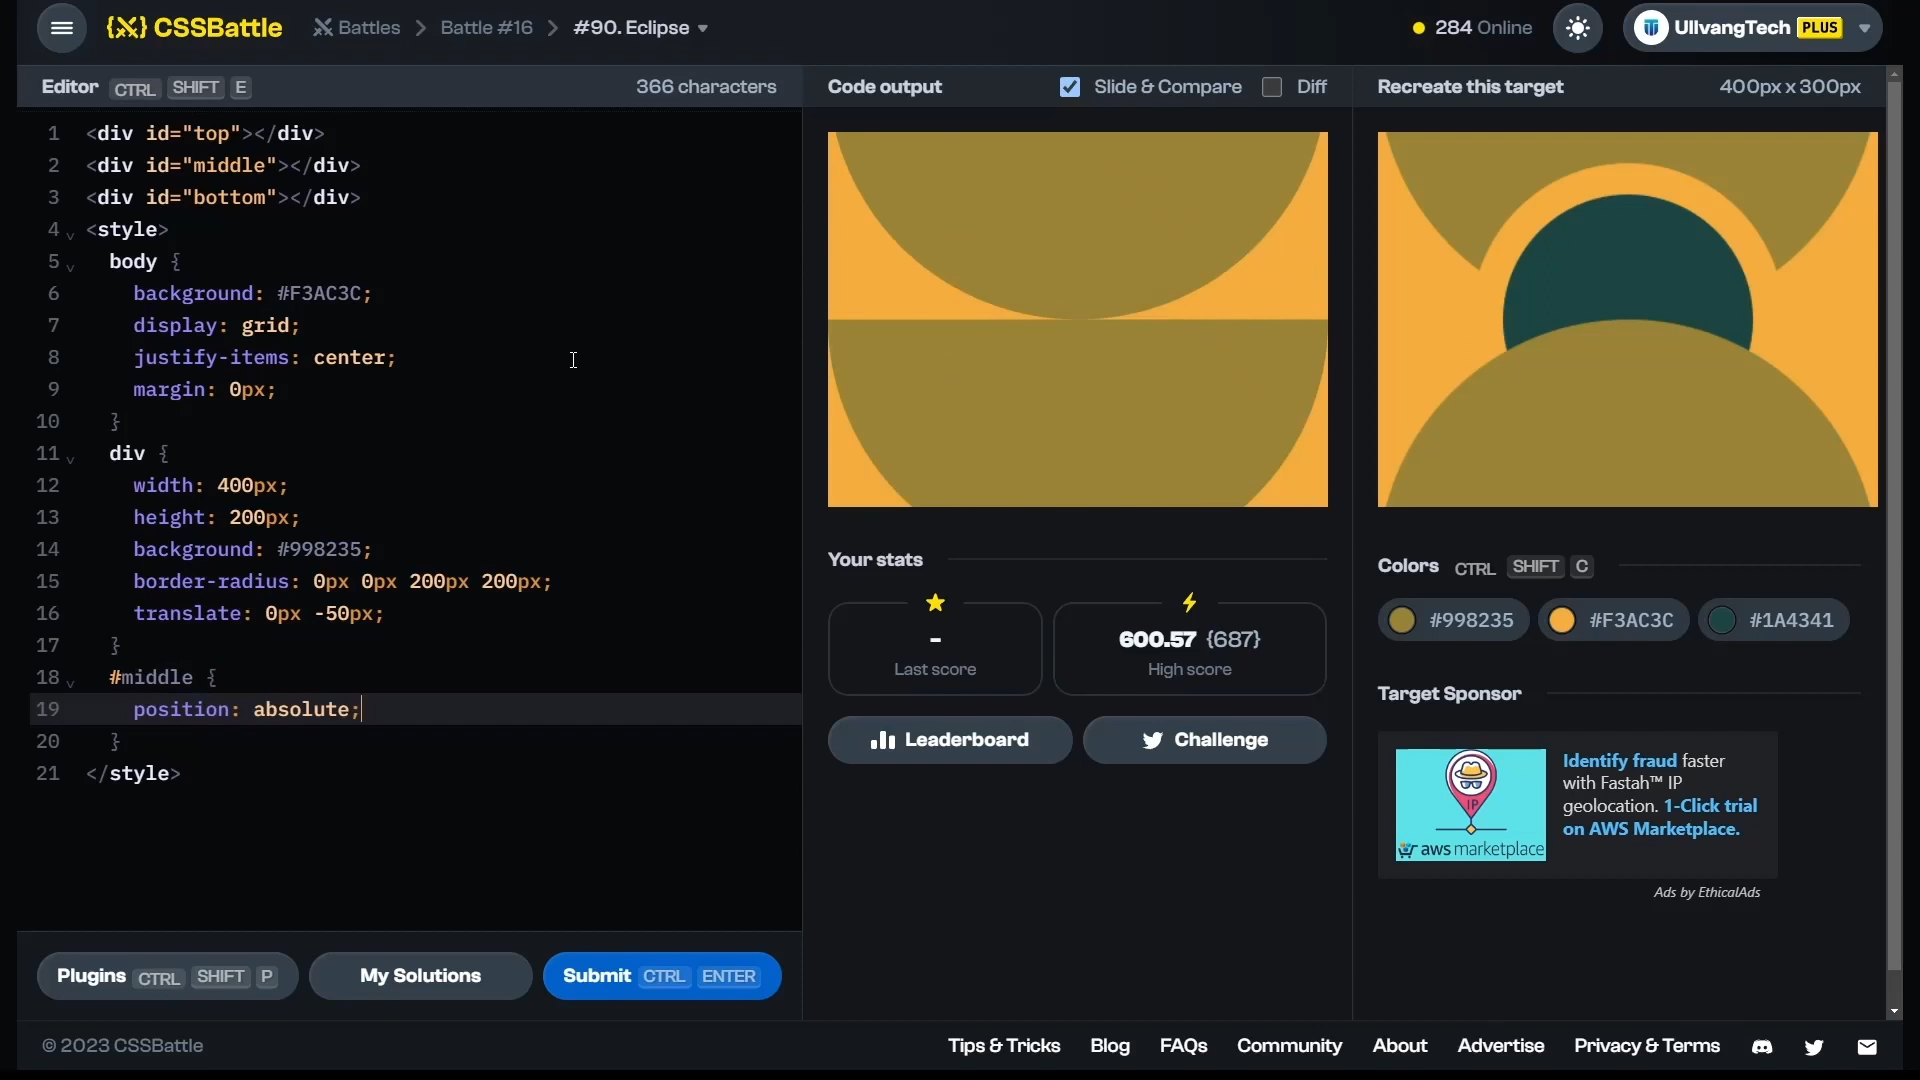 CSSBattle
Battles
Battle #16
#90. Eclipse
284 Online
UllvangTech PLUS
Editor CTRL SHIFT E
366 characters
1 <div id="top"></div>
2 <div id="middle"></div>
3 <div id="bottom"></div>
4 <style>
5 body {
6 background: #F3AC3C;
7 display: grid;
8 justify-items: center;
9 margin: 0px;
10 }
11 div {
12 width: 400px;
13 height: 200px;
14 background: #998235;
15 border-radius: 0px 0px 200px 200px;
16 translate: 0px -50px;
17 }
18 #middle {
19 position: absolute;
20 }
21 </style>
Plugins CTRL SHIFT P
My Solutions
Submit CTRL ENTER
Code output
Slide & Compare
Diff
Your stats
-
Last score
600.57 {687}
High score
Leaderboard
Challenge
Recreate this target
400px x 300px
Colors CTRL SHIFT C
#998235
#F3AC3C
#1A4341
Target Sponsor
IP
aws marketplace
Identify fraud faster
with Fastah™ IP
geolocation. 1-Click trial
on AWS Marketplace.
Ads by EthicalAds
© 2023 CSSBattle
Tips & Tricks
Blog
FAQs
Community
About
Advertise
Privacy & Terms